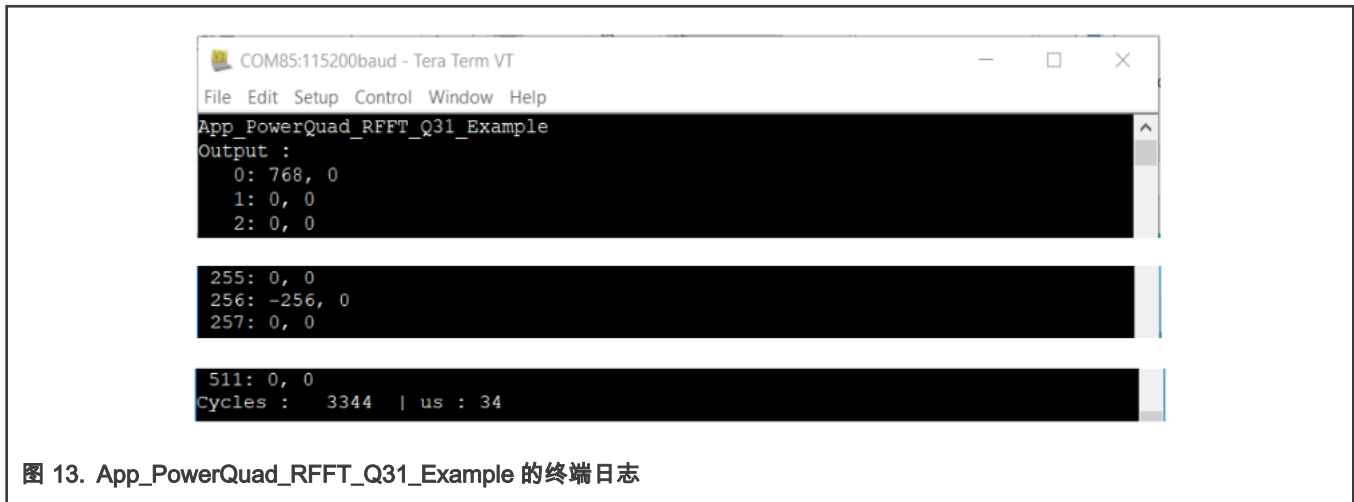 COM85:115200baud - Tera Term VT
File Edit Setup Control Window Help
App_PowerQuad_RFFT_Q31_Example
Output :
0: 768, 0
1: 0, 0
2: 0, 0
255: 0, 0
256: -256, 0
257: 0, 0
511: 0, 0
Cycles : 3344 | us : 34
图 13. App_PowerQuad_RFFT_Q31_Example 的终端日志